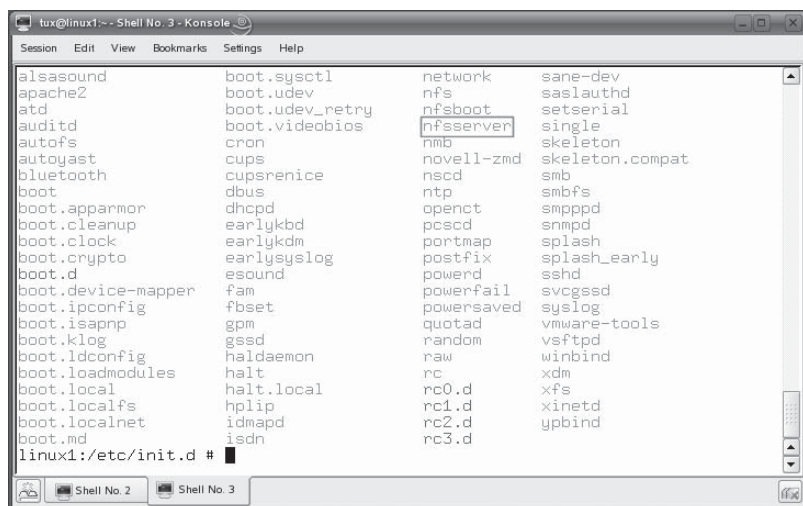 tux@linux1:~ - Shell No. 3 - Konsole
Session Edit View Bookmarks Settings Help
alsasound boot.sysctl network sane-dev
apache2 boot.udev nfs saslauthd
atd boot.udev_retry nfsboot setserial
auditd boot.videobios nfsserver single
autofs cron nmb skeleton
autoyast cups novell-zmd skeleton.compat
bluetooth cupsrenice nscd smb
boot dbus ntp smbfs
boot.apparmor dhcpd openct smpppd
boot.cleanup earlykbd pcscd snmpd
boot.clock earlykdm portmap splash
boot.crypto earlysyslog postfix splash_early
boot.d esound powerd sshd
boot.device-mapper fam powerfail svcgssd
boot.ipconfig fbset powersaved syslog
boot.isapnp gpm quotad vmware-tools
boot.klog gssd random vsftpd
boot.ldconfig haldaemon raw winbind
boot.loadmodules halt rc xdm
boot.local halt.local rc0.d xfs
boot.localfs hplip rc1.d xinetd
boot.localnet idmapd rc2.d ypbind
boot.md isdn rc3.d
linux1:/etc/init.d #
Shell No. 2 Shell No. 3